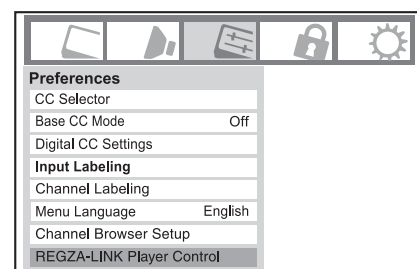 Preferences
CC Selector
Base CC Mode Off
Digital CC Settings
Input Labeling
Channel Labeling
Menu Language English
Channel Browser Setup
REGZA-LINK Player Control